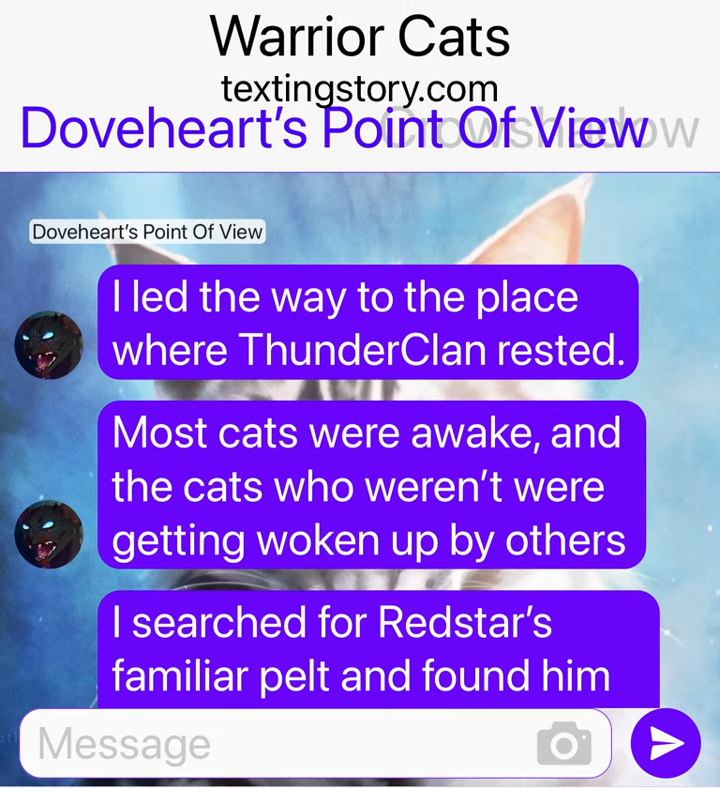 Warrior Cats
textingstory.com
Doveheart's Point Of View
Crowshadow
Doveheart's Point Of View
I led the way to the place
where ThunderClan rested.
Most cats were awake, and
the cats who weren't were
getting woken up by others
I searched for Redstar's
familiar pelt and found him
Message